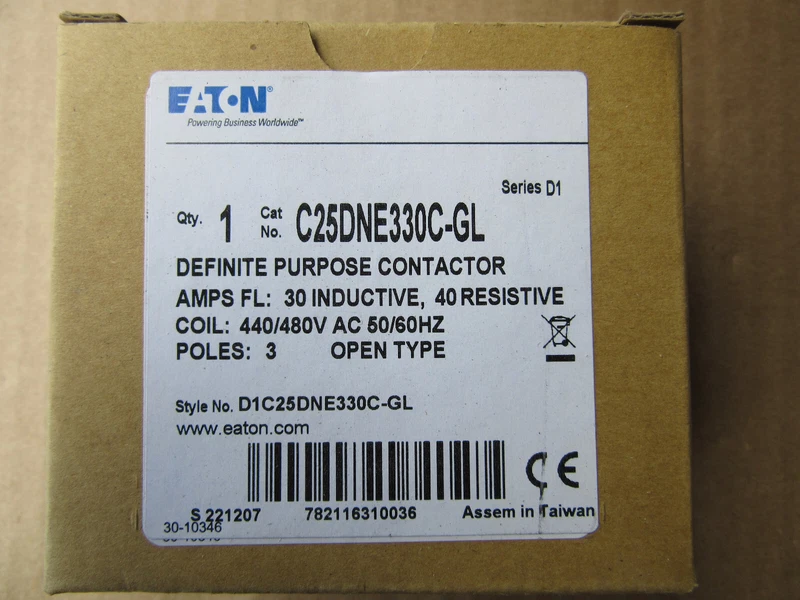 EATON®
Powering Business Worldwide™
Series D1
Qty. 1 Cat No. C25DNE330C-GL
DEFINITE PURPOSE CONTACTOR
AMPS FL: 30 INDUCTIVE, 40 RESISTIVE
COIL: 440/480V AC 50/60HZ
POLES: 3 OPEN TYPE
Style No. D1C25DNE330C-GL
www.eaton.com
CE
S 221207 782116310036 Assem in Taiwan
30-10346